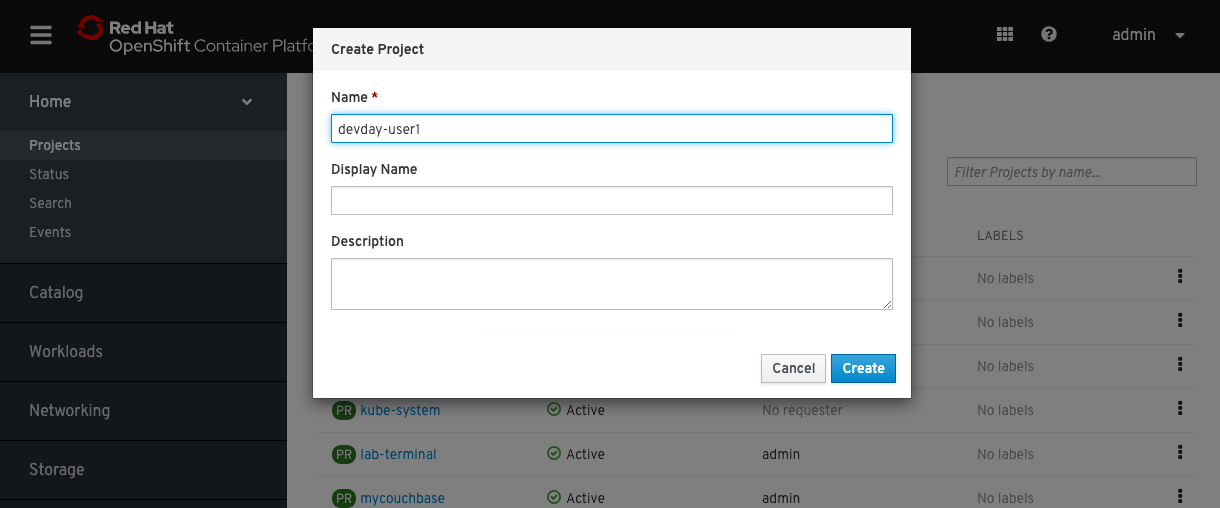 Red Hat
OpenShift Container Platfo
admin
Create Project
Name *
devday-user1
Display Name
Description
Cancel
Create
Home
Projects
Status
Search
Events
Catalog
Workloads
Networking
Storage
Filter Projects by name...
LABELS
No labels
No labels
No labels
PR kube-system Active No requester No labels
PR lab-terminal Active admin No labels
PR mycouchbase Active admin No labels